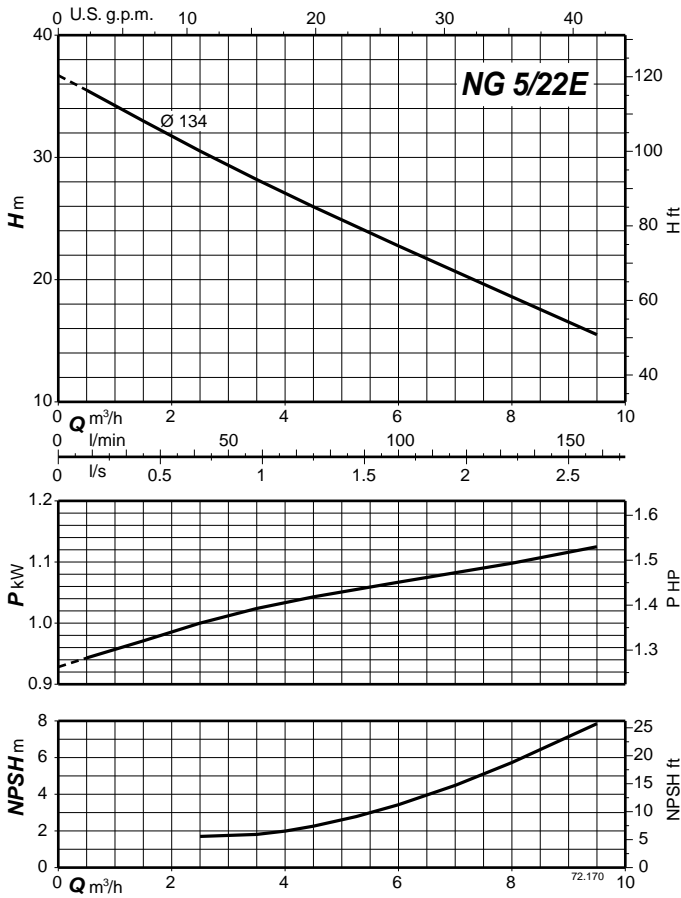 0 U.S. g.p.m. 10 20 30 40
40
30
20
10
H m
NG 5/22E
Ø 134
120
100
80
60
40
H ft
0 Q m³/h 2 4 6 8 10
0 l/min 50 100 150
0 l/s 0.5 1 1.5 2 2.5
1.2
1.1
1.0
0.9
P kW
1.6
1.5
1.4
1.3
P HP
8
6
4
2
0
NPSH m
25
20
15
10
5
0
NPSH ft
72.170
0 Q m³/h 2 4 6 8 10